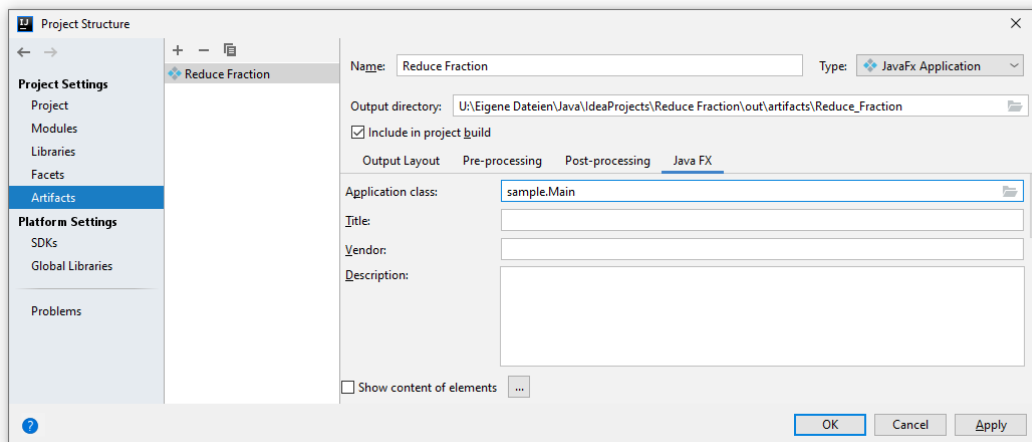 Project Structure
Project Settings
Project
Modules
Libraries
Facets
Artifacts
Platform Settings
SDKs
Global Libraries
Problems
Reduce Fraction
Name: Reduce Fraction Type: JavaFx Application
Output directory: U:\Eigene Dateien\Java\IdeaProjects\Reduce Fraction\out\artifacts\Reduce_Fraction
Include in project build
Output Layout Pre-processing Post-processing Java FX
Application class: sample.Main
Title:
Vendor:
Description:
Show content of elements ...
? OK Cancel Apply